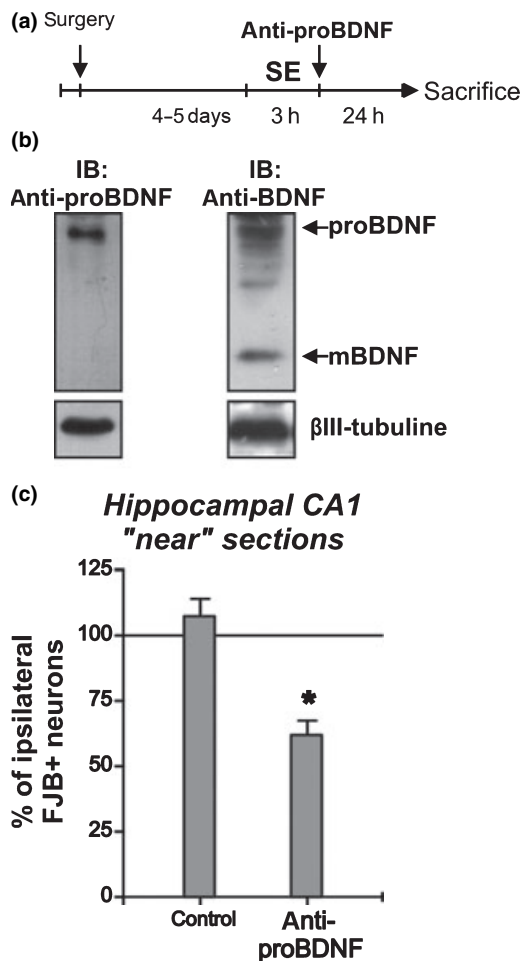 (a) Surgery
Anti-proBDNF
SE
Sacrifice
4–5 days 3 h 24 h
(b)
IB: IB:
Anti-proBDNF Anti-BDNF
proBDNF
mBDNF
βIII-tubuline
(c)
Hippocampal CA1
"near" sections
% of ipsilateral
FJB+ neurons
125
100
75
*
50
25
0
Control Anti-
proBDNF